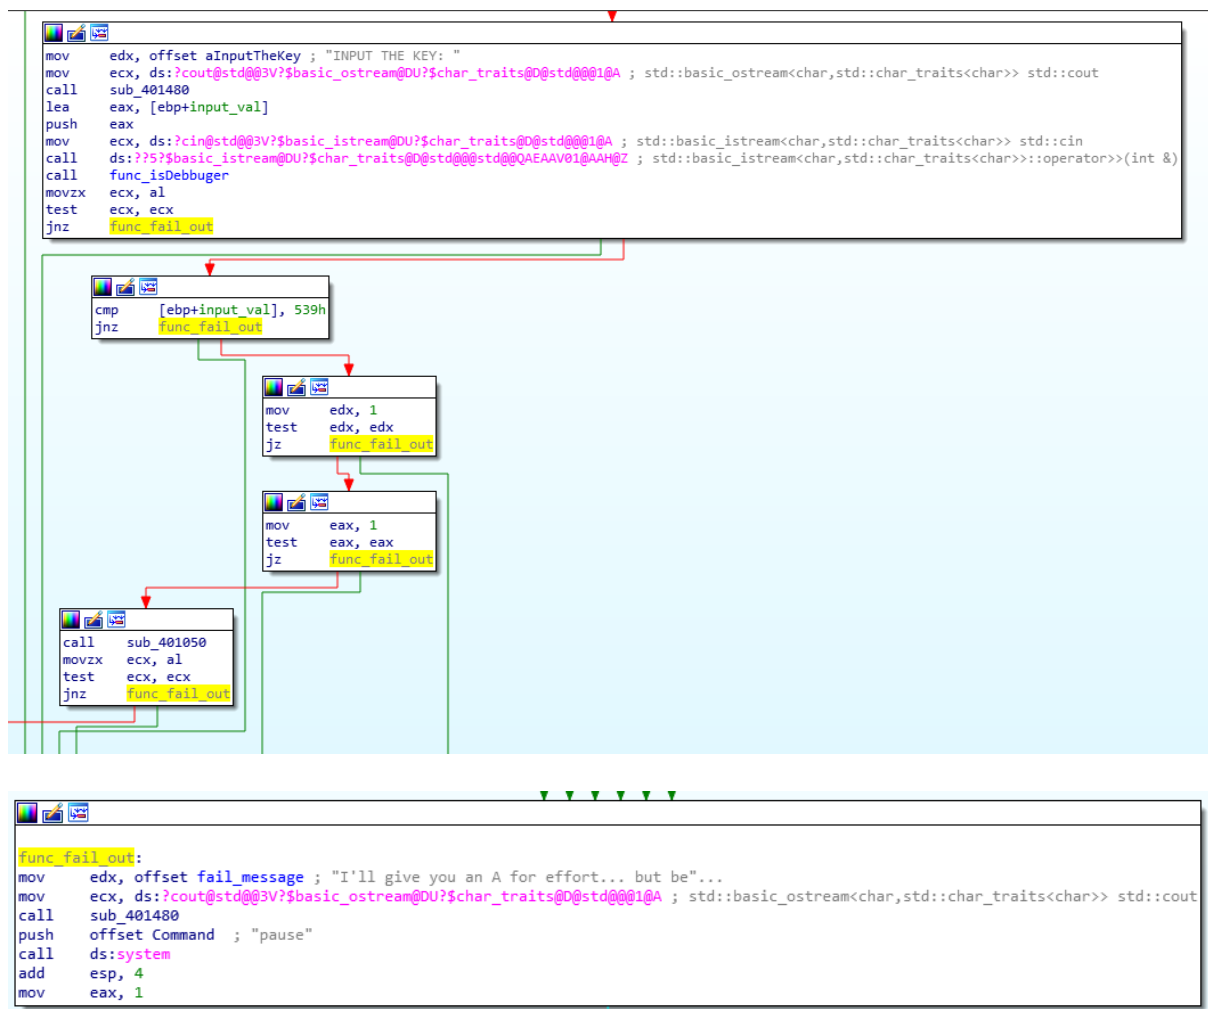 mov     edx, offset aInputTheKey ; "INPUT THE KEY: "
mov     ecx, ds:?cout@std@@3V?$basic_ostream@DU?$char_traits@D@std@@@1@A ; std::basic_ostream<char,std::char_traits<char>> std::cout
call    sub_401480
lea     eax, [ebp+input_val]
push    eax
mov     ecx, ds:?cin@std@@3V?$basic_istream@DU?$char_traits@D@std@@@1@A ; std::basic_istream<char,std::char_traits<char>> std::cin
call    ds:??5?$basic_istream@DU?$char_traits@D@std@@@std@@QAEAAV01@AAH@Z ; std::basic_istream<char,std::char_traits<char>>::operator>>(int &)
call    func_isDebbuger
movzx   ecx, al
test    ecx, ecx
jnz     func_fail_out
cmp     [ebp+input_val], 539h
jnz     func_fail_out
mov     edx, 1
test    edx, edx
jz      func_fail_out
mov     eax, 1
test    eax, eax
jz      func_fail_out
call    sub_401050
movzx   ecx, al
test    ecx, ecx
jnz     func_fail_out
func_fail_out:
mov     edx, offset fail_message ; "I'll give you an A for effort... but be"...
mov     ecx, ds:?cout@std@@3V?$basic_ostream@DU?$char_traits@D@std@@@1@A ; std::basic_ostream<char,std::char_traits<char>> std::cout
call    sub_401480
push    offset Command  ; "pause"
call    ds:system
add     esp, 4
mov     eax, 1